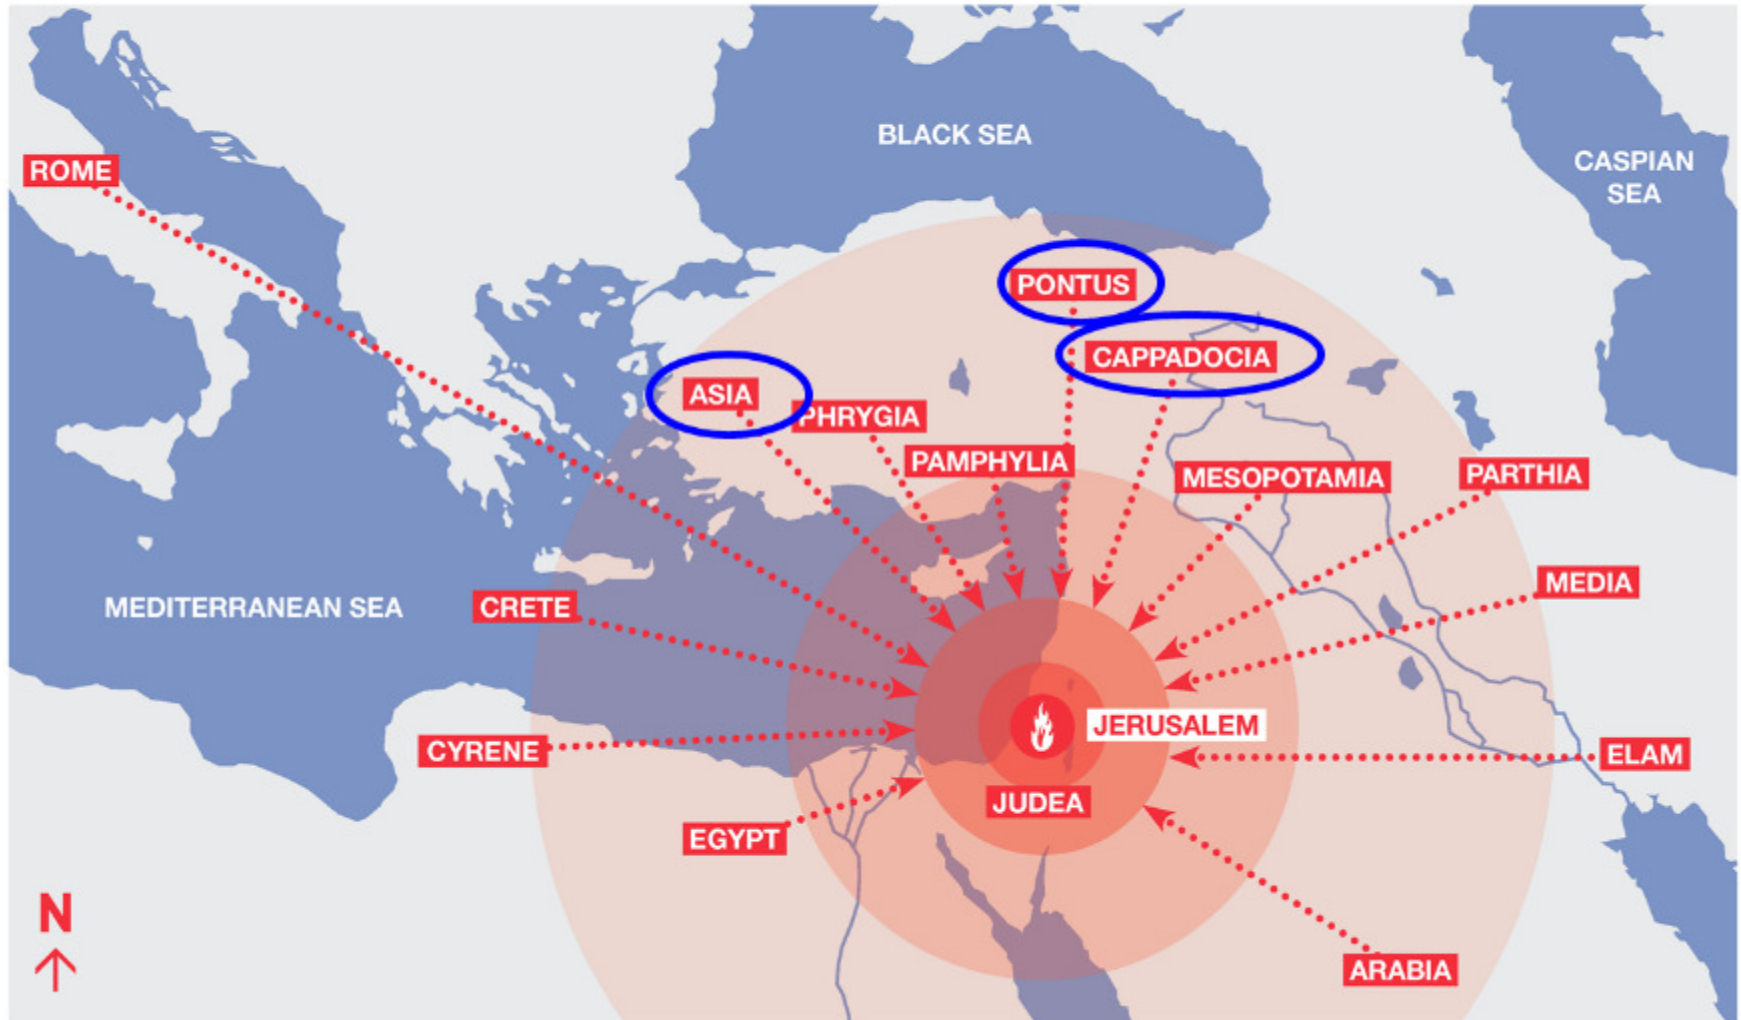 BLACK SEA
CASPIAN
SEA
ROME
PONTUS
CAPPADOCIA
ASIA
PHRYGIA
PAMPHYLIA
MESOPOTAMIA
PARTHIA
MEDIA
MEDITERRANEAN SEA
CRETE
JERUSALEM
CYRENE
ELAM
JUDEA
EGYPT
N
ARABIA